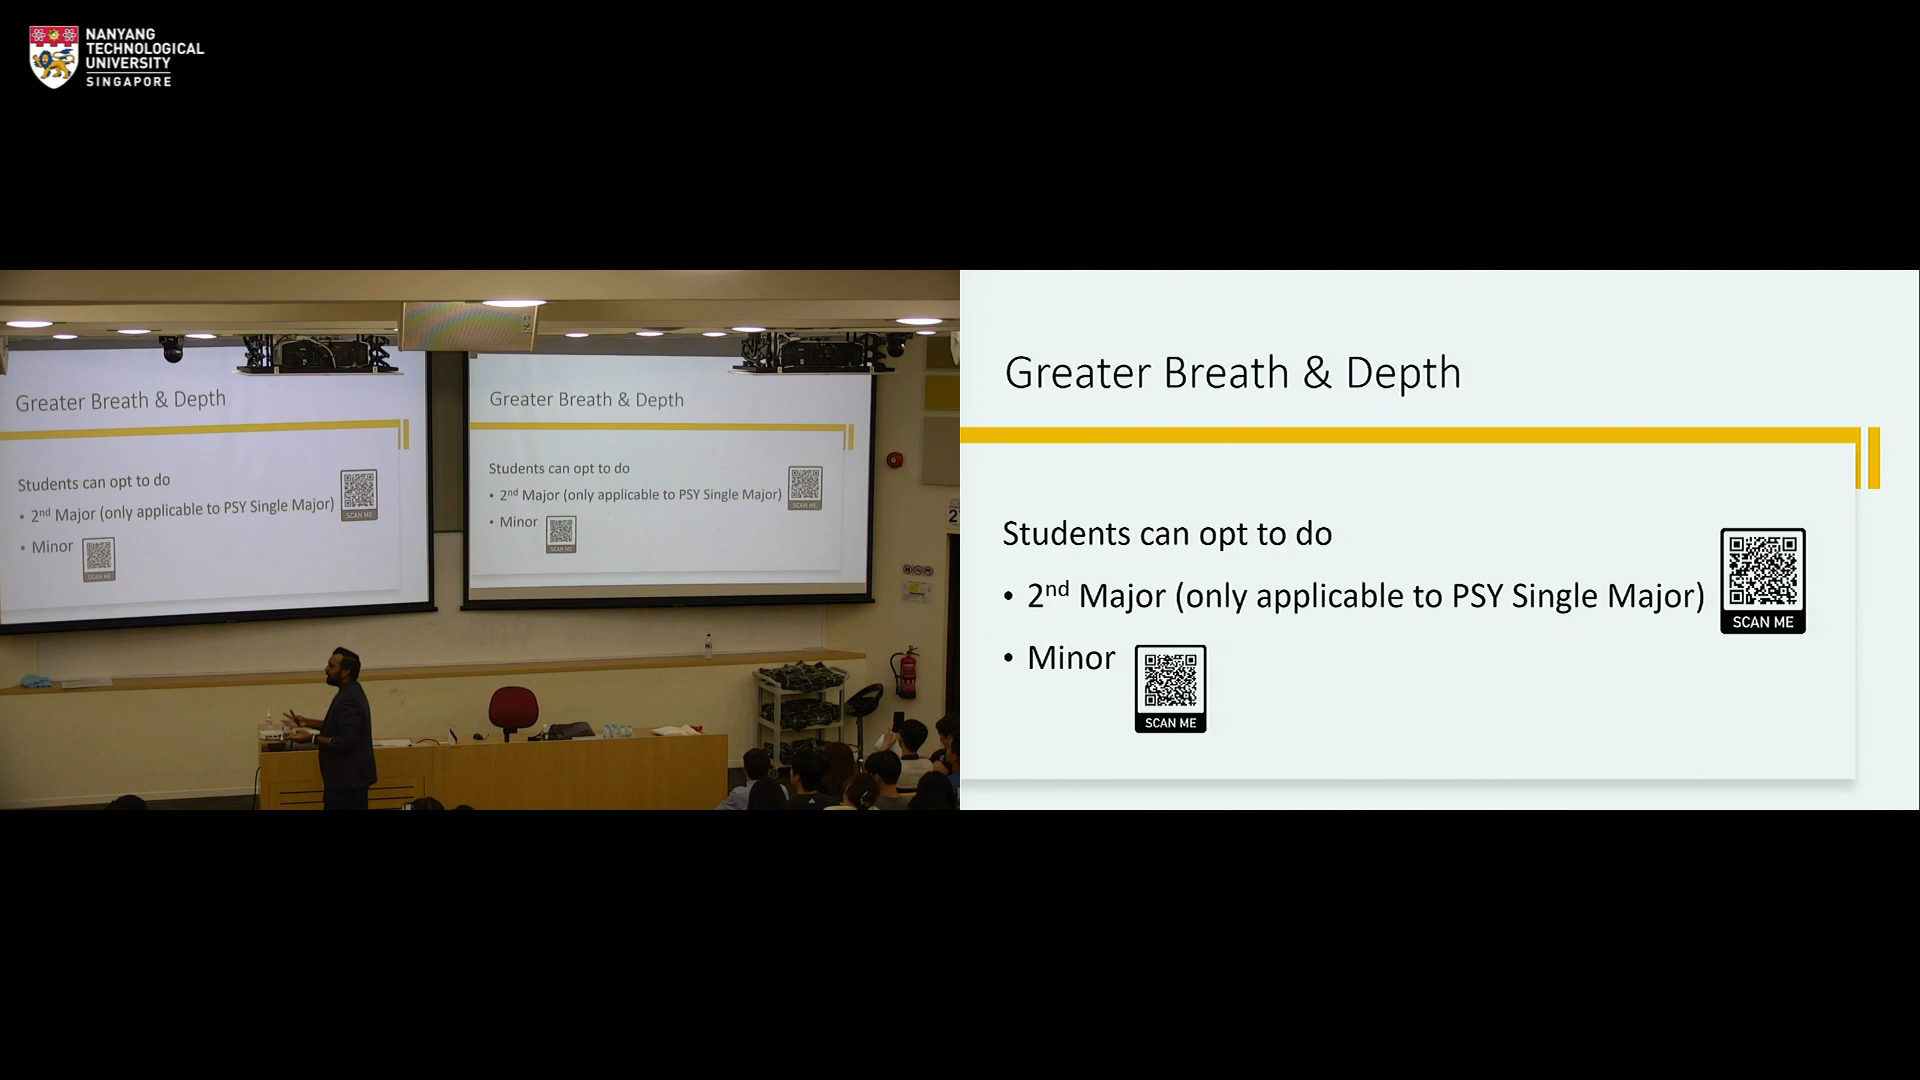 NANYANG
TECHNOLOGICAL
UNIVERSITY
SINGAPORE
Greater Breath & Depth
Students can opt to do
• 2nd Major (only applicable to PSY Single Major)
SCAN ME
• Minor
SCAN ME
Greater Breath & Depth
Students can opt to do
• 2nd Major (only applicable to PSY Single Major)
SCAN ME
• Minor
SCAN ME
Greater Breath & Depth
Students can opt to do
• 2nd Major (only applicable to PSY Single Major)
SCAN ME
• Minor
SCAN ME